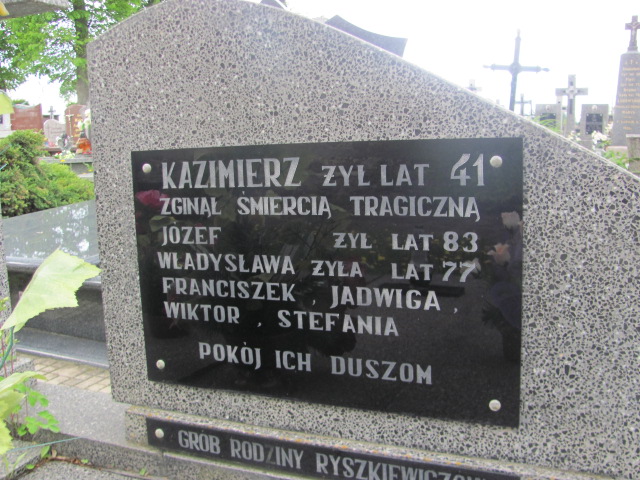 KAZIMIERZ ŻYŁ LAT 41
ZGINĄŁ ŚMIERCIĄ TRAGICZNĄ
JÓZEF ŻYŁ LAT 83
WŁADYSŁAWA ŻYŁA LAT 77
FRANCISZEK, JADWIGA,
WIKTOR, STEFANIA
POKÓJ ICH DUSZOM
GRÓB RODZINY